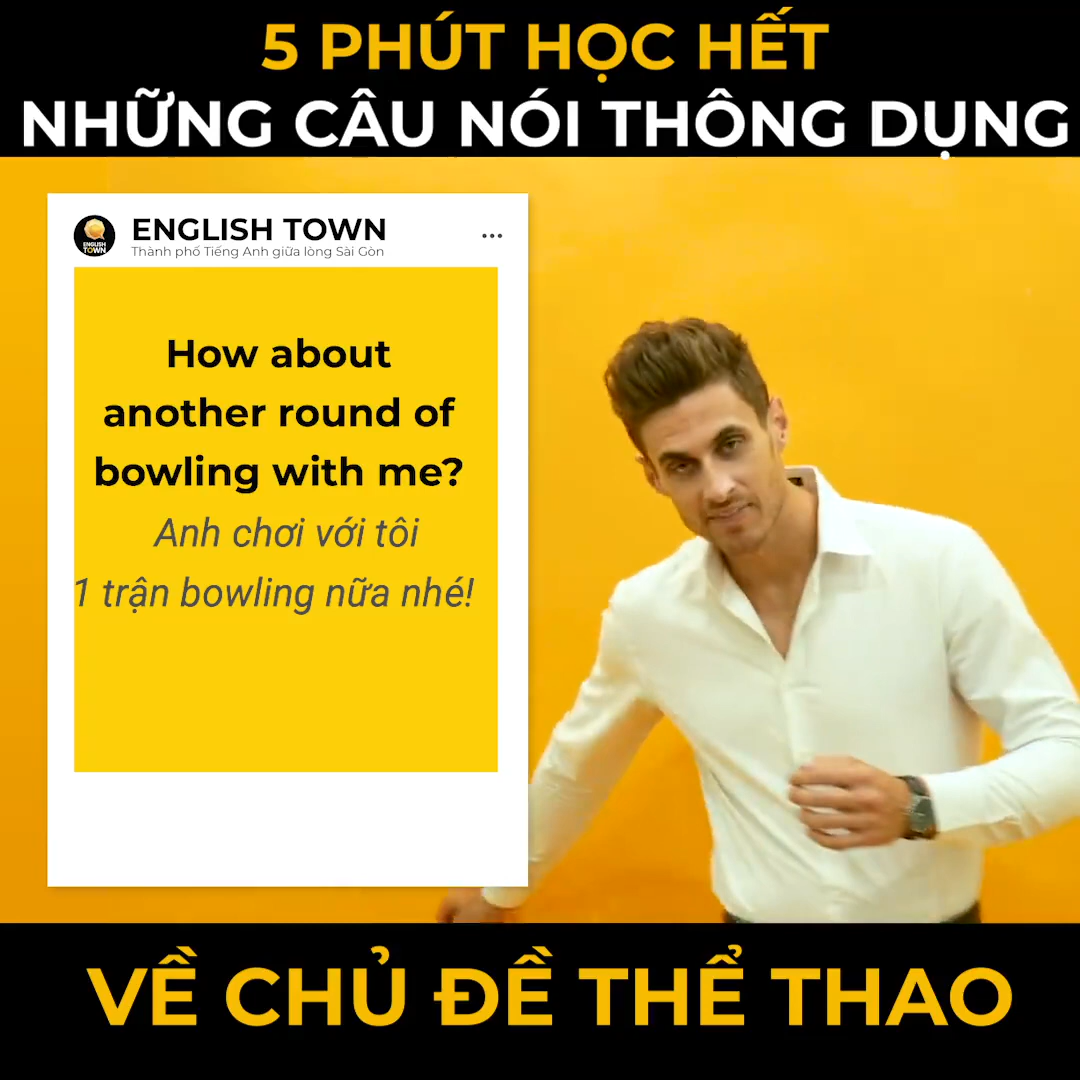 5 PHÚT HỌC HẾT
NHỮNG CÂU NÓI THÔNG DỤNG
ENGLISH TOWN
Thành phố Tiếng Anh giữa lòng Sài Gòn
ENGLISH
TOWN
How about
another round of
bowling with me?
Anh chơi với tôi
1 trận bowling nữa nhé!
VỀ CHỦ ĐỀ THỂ THAO